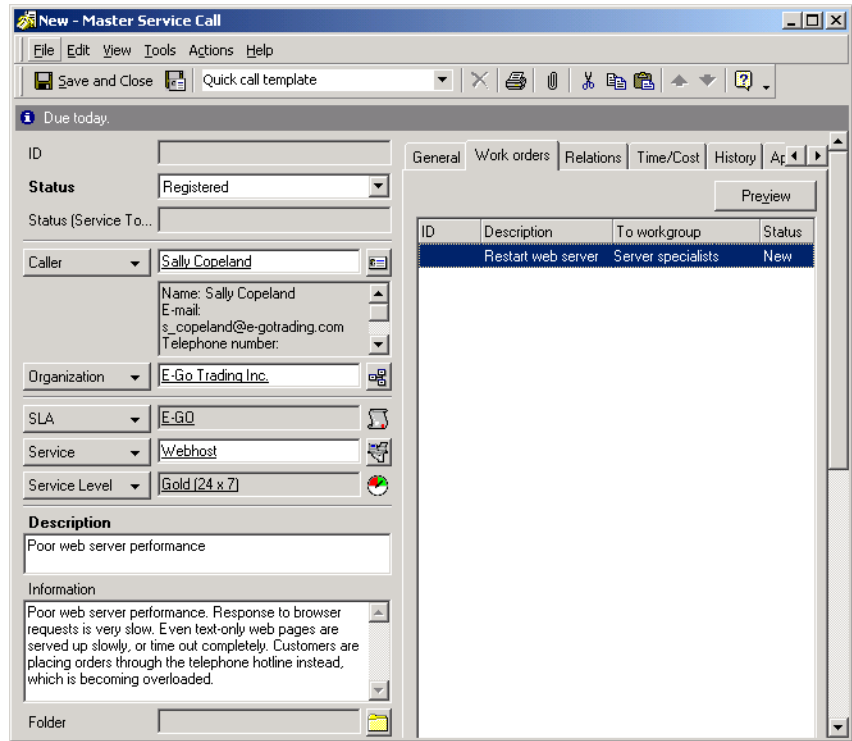 New - Master Service Call
File Edit View Tools Actions Help
Save and Close Quick call template
Due today.
ID
Status Registered
Status (Service To...
Caller Sally Copeland
Name: Sally Copeland
E-mail:
s_copeland@e-gotrading.com
Telephone number:
Organization E-Go Trading Inc.
SLA E-GO
Service Webhost
Service Level Gold (24 x 7)
Description
Poor web server performance
Information
Poor web server performance. Response to browser
requests is very slow. Even text-only web pages are
served up slowly, or time out completely. Customers are
placing orders through the telephone hotline instead,
which is becoming overloaded.
Folder
General Work orders Relations Time/Cost History
Preview
ID Description To workgroup Status
Restart web server Server specialists New